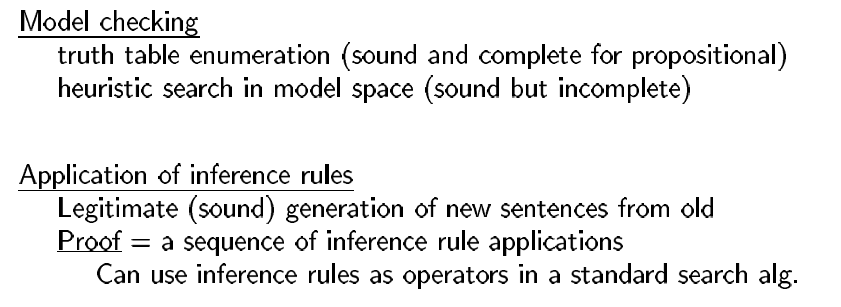 Model checking
truth table enumeration (sound and complete for propositional)
heuristic search in model space (sound but incomplete)
Application of inference rules
Legitimate (sound) generation of new sentences from old
Proof = a sequence of inference rule applications
Can use inference rules as operators in a standard search alg.